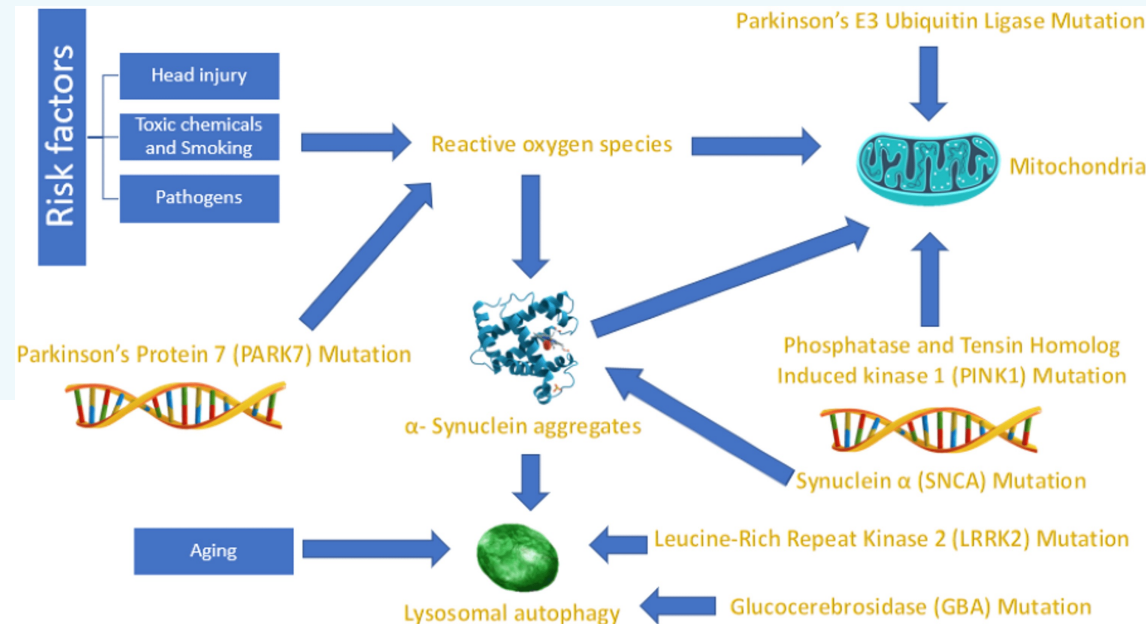 Parkinson's E3 Ubiquitin Ligase Mutation
Risk factors
Head injury
Toxic chemicals
and Smoking
Pathogens
Reactive oxygen species
Mitochondria
Parkinson's Protein 7 (PARK7) Mutation
Phosphatase and Tensin Homolog
Induced kinase 1 (PINK1) Mutation
α- Synuclein aggregates
Synuclein α (SNCA) Mutation
Aging
Leucine-Rich Repeat Kinase 2 (LRRK2) Mutation
Lysosomal autophagy
Glucocerebrosidase (GBA) Mutation